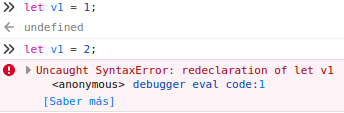 let v1 = 1;
undefined
let v1 = 2;
Uncaught SyntaxError: redeclaration of let v1
<anonymous> debugger eval code:1
[Saber más]